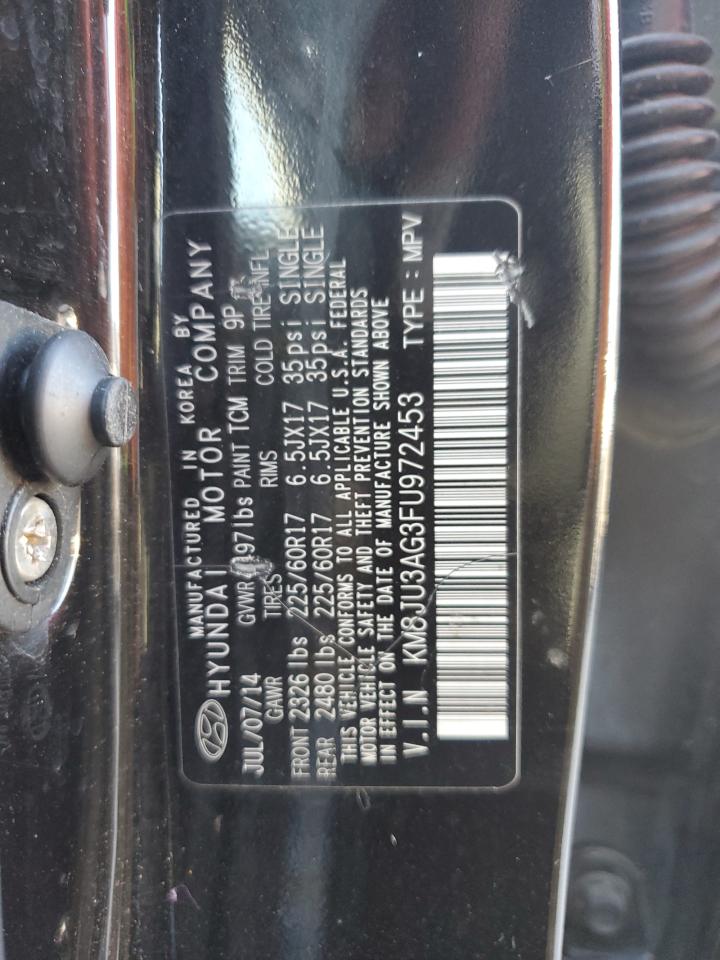 MANUFACTURED IN KOREA BY
HYUNDAI MOTOR COMPANY
JUL/07/14 GVWR 97lbs PAINT TCM TRIM 9P
GAWR TIRES RIMS COLD TIRE INFL
FRONT 2326 lbs 225/60R17 6.5JX17 35psi SINGLE
REAR 2480 lbs 225/60R17 6.5JX17 35psi SINGLE
THIS VEHICLE CONFORMS TO ALL APPLICABLE U.S.A. FEDERAL
MOTOR VEHICLE SAFETY AND THEFT PREVENTION STANDARDS
IN EFFECT ON THE DATE OF MANUFACTURE SHOWN ABOVE
V.I.N KM8JU3AG3FU972453 TYPE : MPV